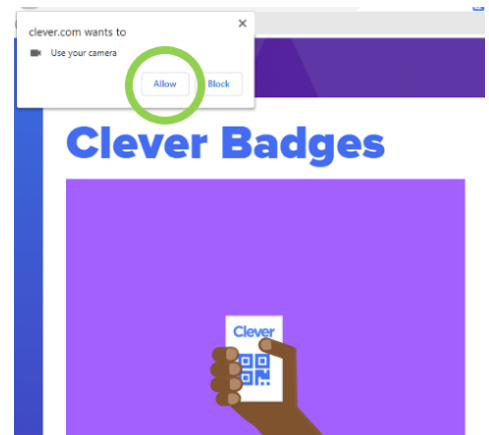 clever.com wants to
Use your camera
Allow Block
Clever Badges
Clever